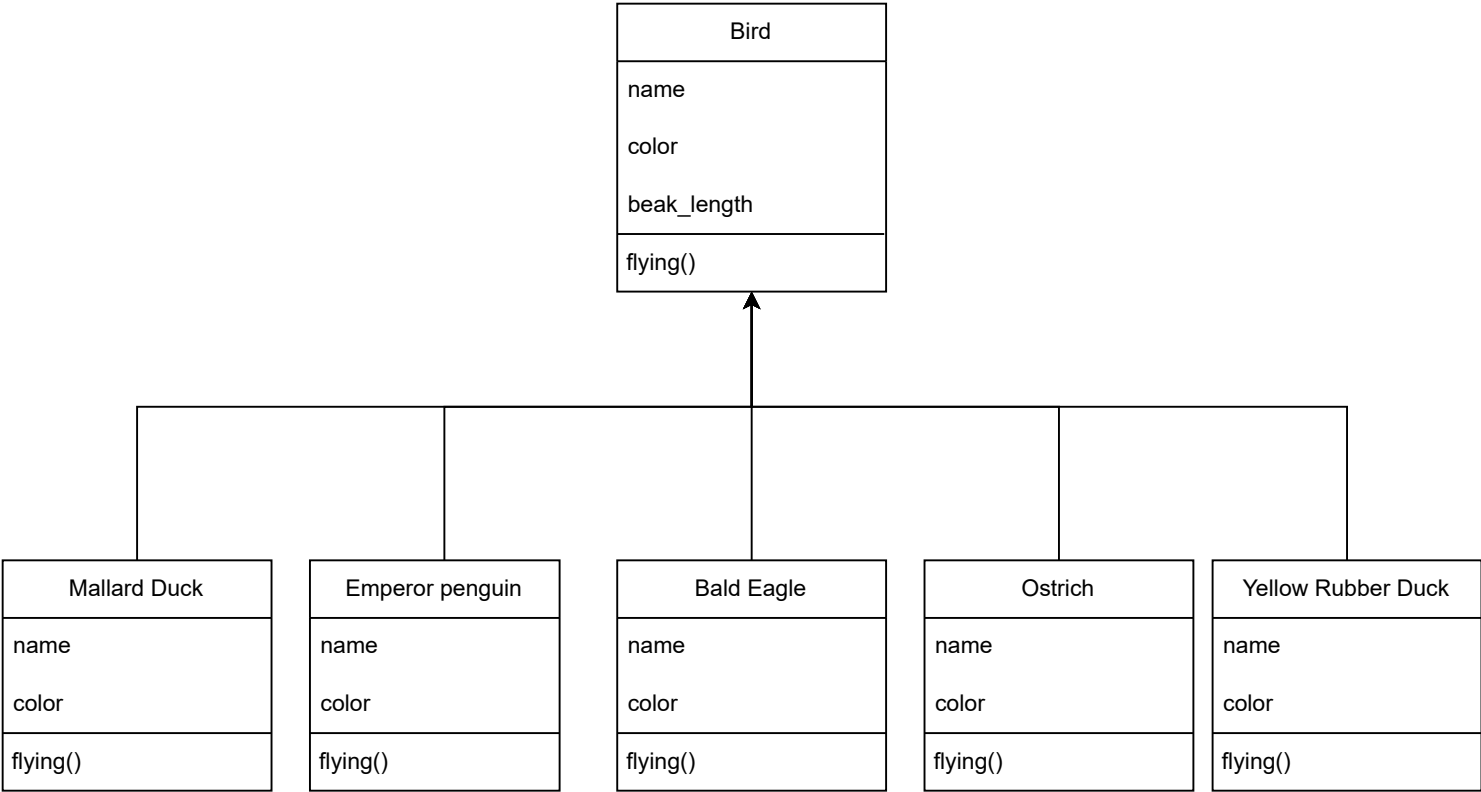 Bird
name
color
beak_length
flying()
Mallard Duck
name
color
flying()
Emperor penguin
name
color
flying()
Bald Eagle
name
color
flying()
Ostrich
name
color
flying()
Yellow Rubber Duck
name
color
flying()